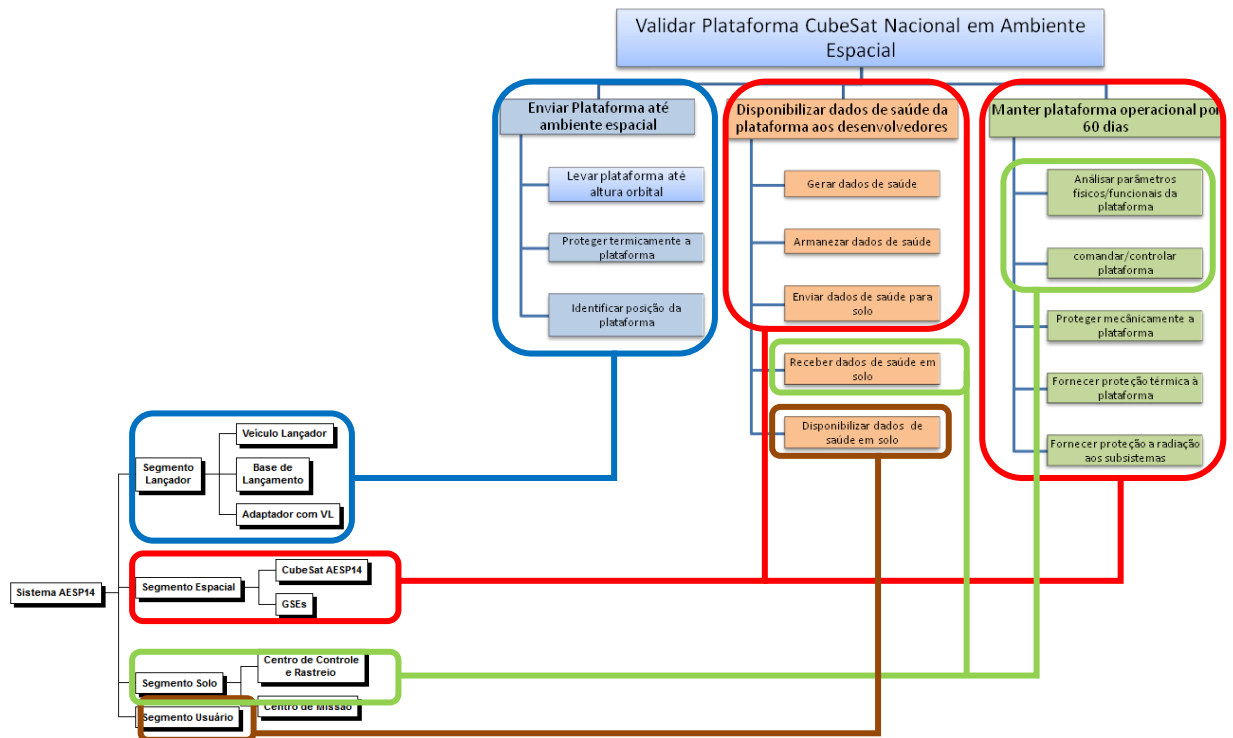 Validar Plataforma CubeSat Nacional em Ambiente
Espacial
Enviar Plataforma até
ambiente espacial
Levar plataforma até
altura orbital
Proteger termicamente a
plataforma
Identificar posição da
plataforma
Disponibilizar dados de saúde da
plataforma aos desenvolvedores
Gerar dados de saúde
Armanezar dados de saúde
Enviar dados de saúde para
solo
Receber dados de saúde em
solo
Disponibilizar dados de
saúde em solo
Manter plataforma operacional por
60 dias
Análisar parâmetros
físicos/funcionais da
plataforma
comandar/controlar
plataforma
Proteger mecânicamente a
plataforma
Fornecer proteção térmica à
plataforma
Fornecer proteção a radiação
aos subsistemas
Sistema AESP14
Segmento
Lançador
Veículo Lançador
Base de
Lançamento
Adaptador com VL
Segmento Espacial
CubeSat AESP14
GSEs
Segmento Solo
Centro de Controle
e Rastreio
Centro de Missão
Segmento Usuário